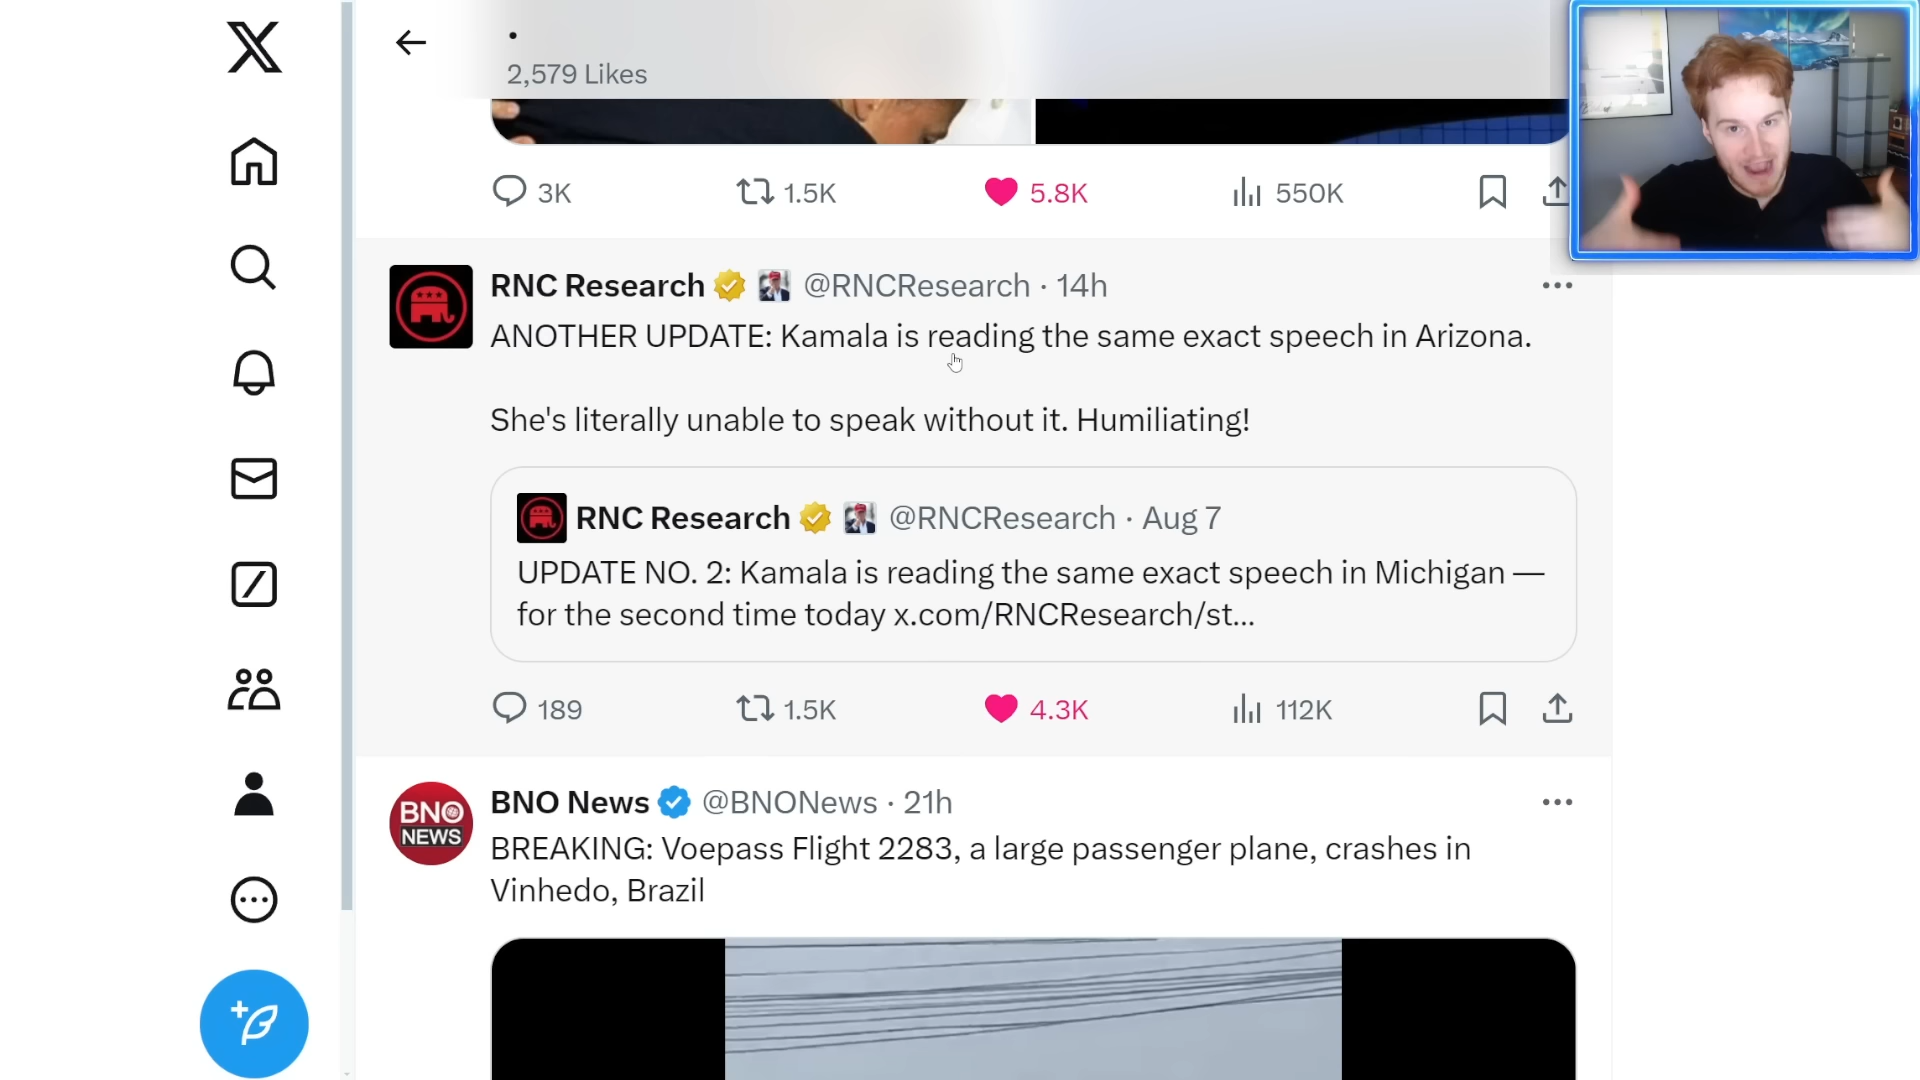 .
2,579 Likes
3K 1.5K 5.8K 550K
RNC Research @RNCResearch · 14h
ANOTHER UPDATE: Kamala is reading the same exact speech in Arizona.
She's literally unable to speak without it. Humiliating!
RNC Research @RNCResearch · Aug 7
UPDATE NO. 2: Kamala is reading the same exact speech in Michigan —
for the second time today x.com/RNCResearch/st...
189 1.5K 4.3K 112K
BNO NEWS
BNO News @BNONews · 21h
BREAKING: Voepass Flight 2283, a large passenger plane, crashes in
Vinhedo, Brazil